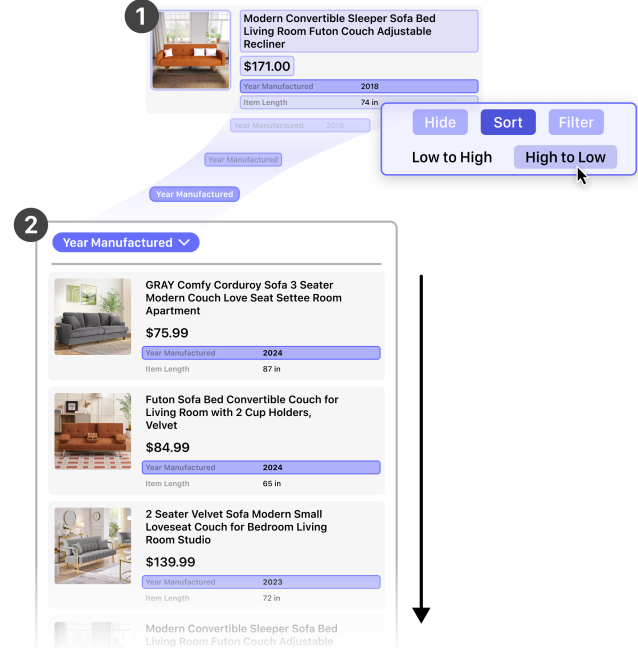 1
Modern Convertible Sleeper Sofa Bed
Living Room Futon Couch Adjustable
Recliner
$171.00
Year Manufactured 2018
Item Length 74 in
Hide Sort Filter
Low to High High to Low
Year Manufactured 2018
Year Manufactured
Year Manufactured
2
Year Manufactured
GRAY Comfy Corduroy Sofa 3 Seater
Modern Couch Love Seat Settee Room
Apartment
$75.99
Year Manufactured 2024
Item Length 87 in
Futon Sofa Bed Convertible Couch for
Living Room with 2 Cup Holders,
Velvet
$84.99
Year Manufactured 2024
Item Length 65 in
2 Seater Velvet Sofa Modern Small
Loveseat Couch for Bedroom Living
Room Studio
$139.99
Year Manufactured 2023
Item Length 72 in
Modern Convertible Sleeper Sofa Bed
Living Room Futon Couch Adjustable